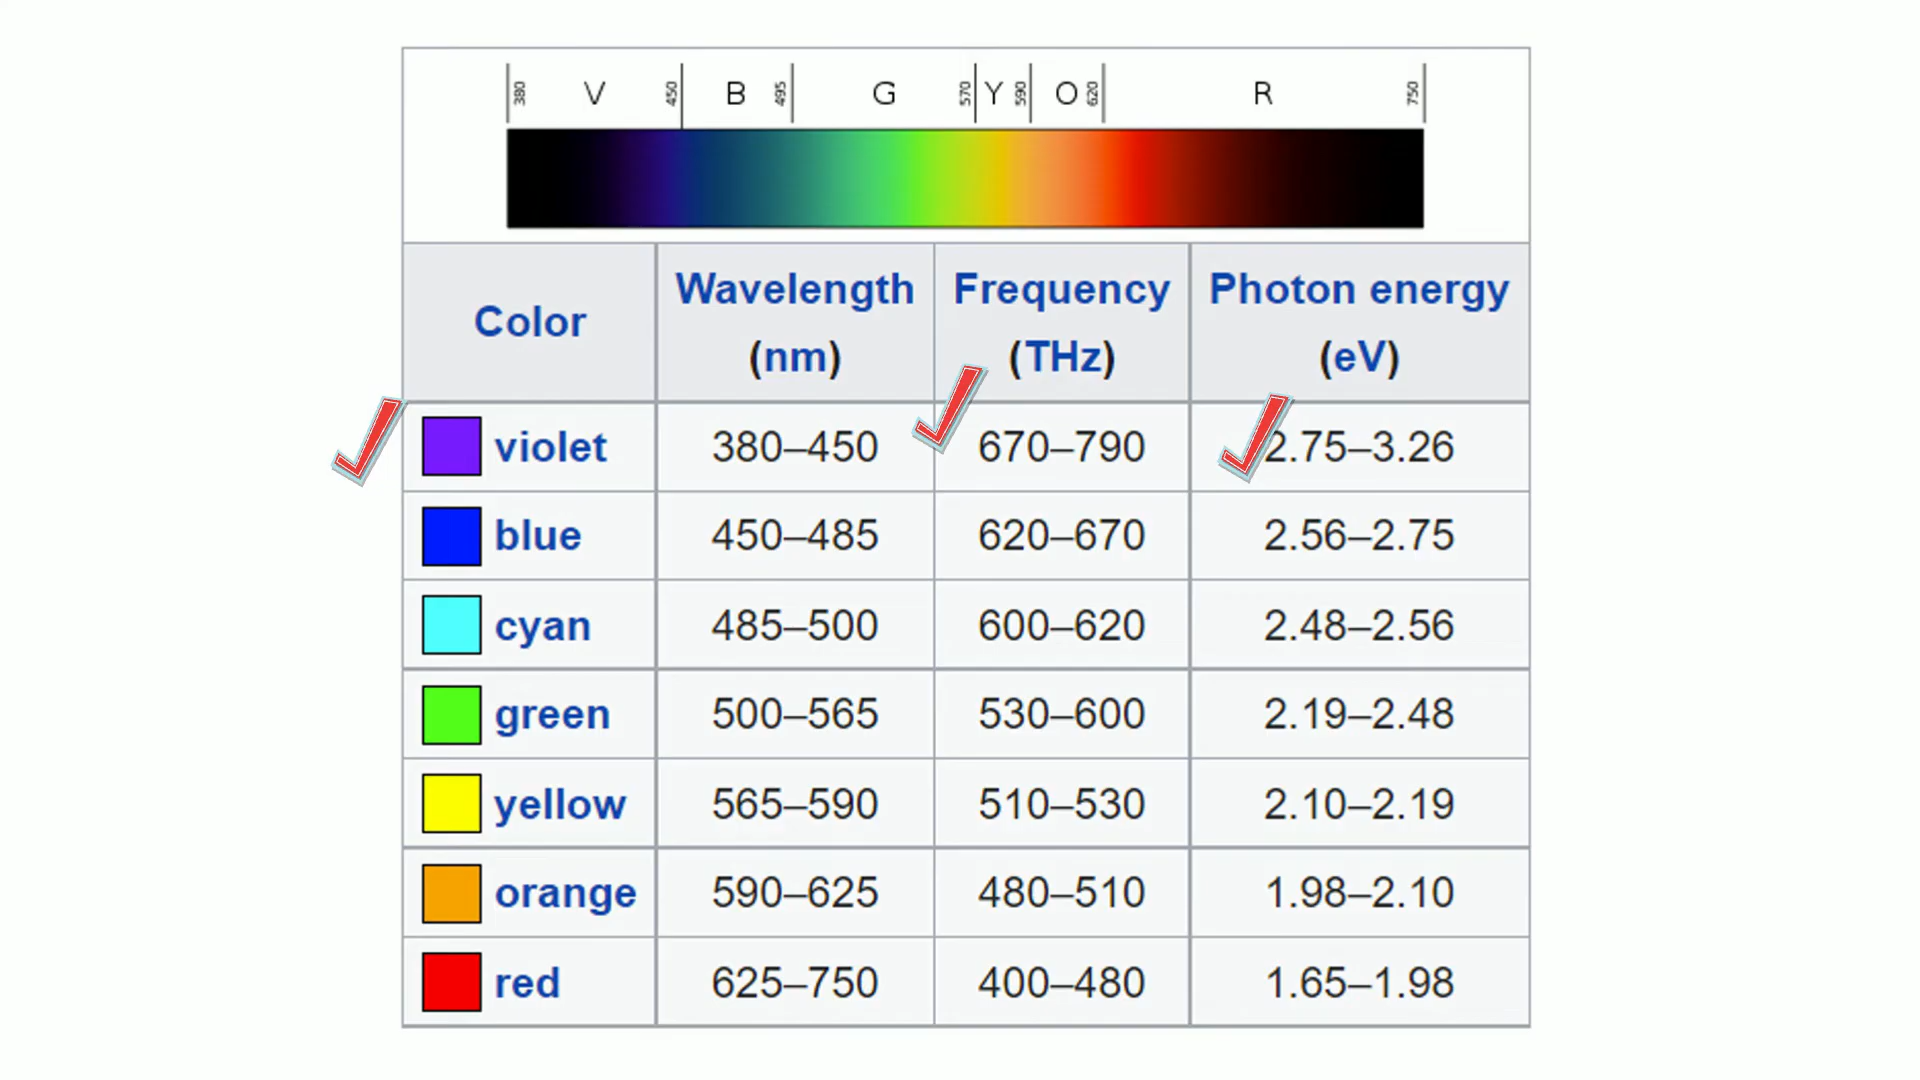 380 V 450 B 495 G 570 Y 590 O 620 R 750
Color Wavelength (nm) Frequency (THz) Photon energy (eV)
violet 380–450 670–790 2.75–3.26
blue 450–485 620–670 2.56–2.75
cyan 485–500 600–620 2.48–2.56
green 500–565 530–600 2.19–2.48
yellow 565–590 510–530 2.10–2.19
orange 590–625 480–510 1.98–2.10
red 625–750 400–480 1.65–1.98